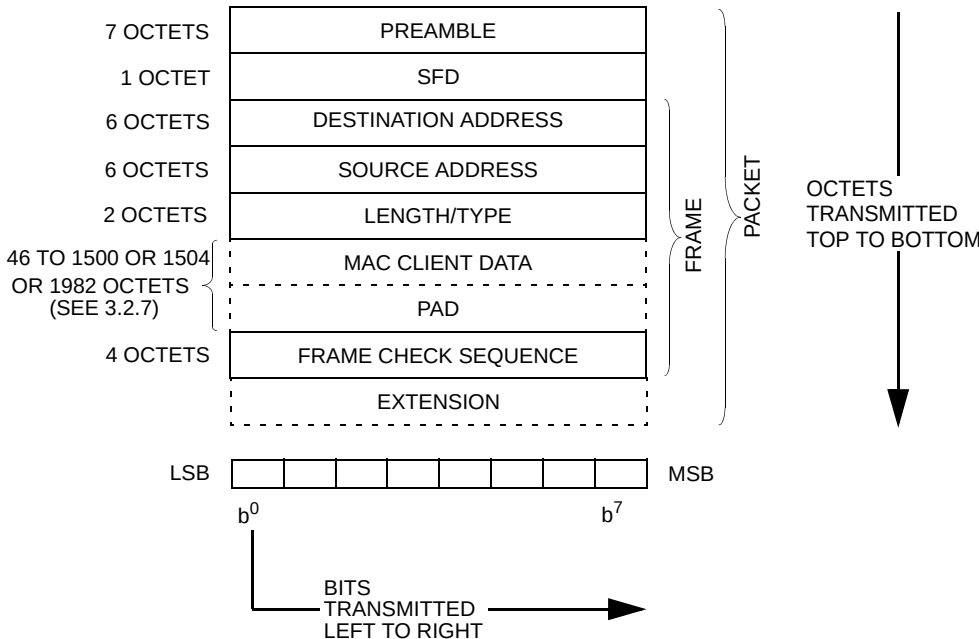 7 OCTETS
PREAMBLE
1 OCTET
SFD
6 OCTETS
DESTINATION ADDRESS
6 OCTETS
SOURCE ADDRESS
2 OCTETS
LENGTH/TYPE
46 TO 1500 OR 1504
OR 1982 OCTETS
(SEE 3.2.7)
MAC CLIENT DATA
PAD
4 OCTETS
FRAME CHECK SEQUENCE
EXTENSION
FRAME
PACKET
OCTETS
TRANSMITTED
TOP TO BOTTOM
LSB
MSB
b⁰
b⁷
BITS
TRANSMITTED
LEFT TO RIGHT